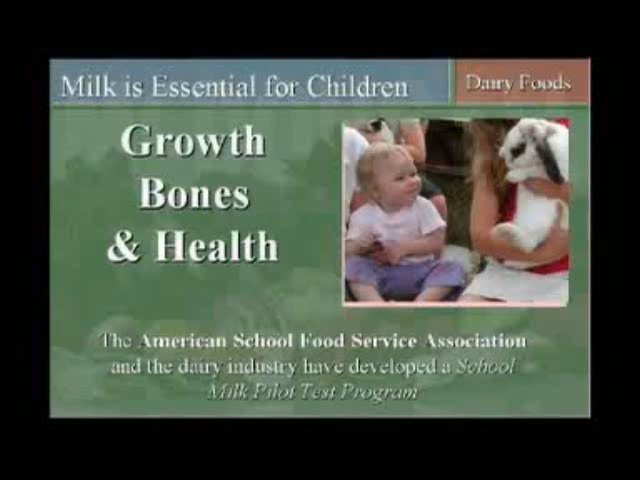 Milk is Essential for Children
Dairy Foods
Growth
Bones
& Health
The American School Food Service Association
and the dairy industry have developed a School
Milk Pilot Test Program